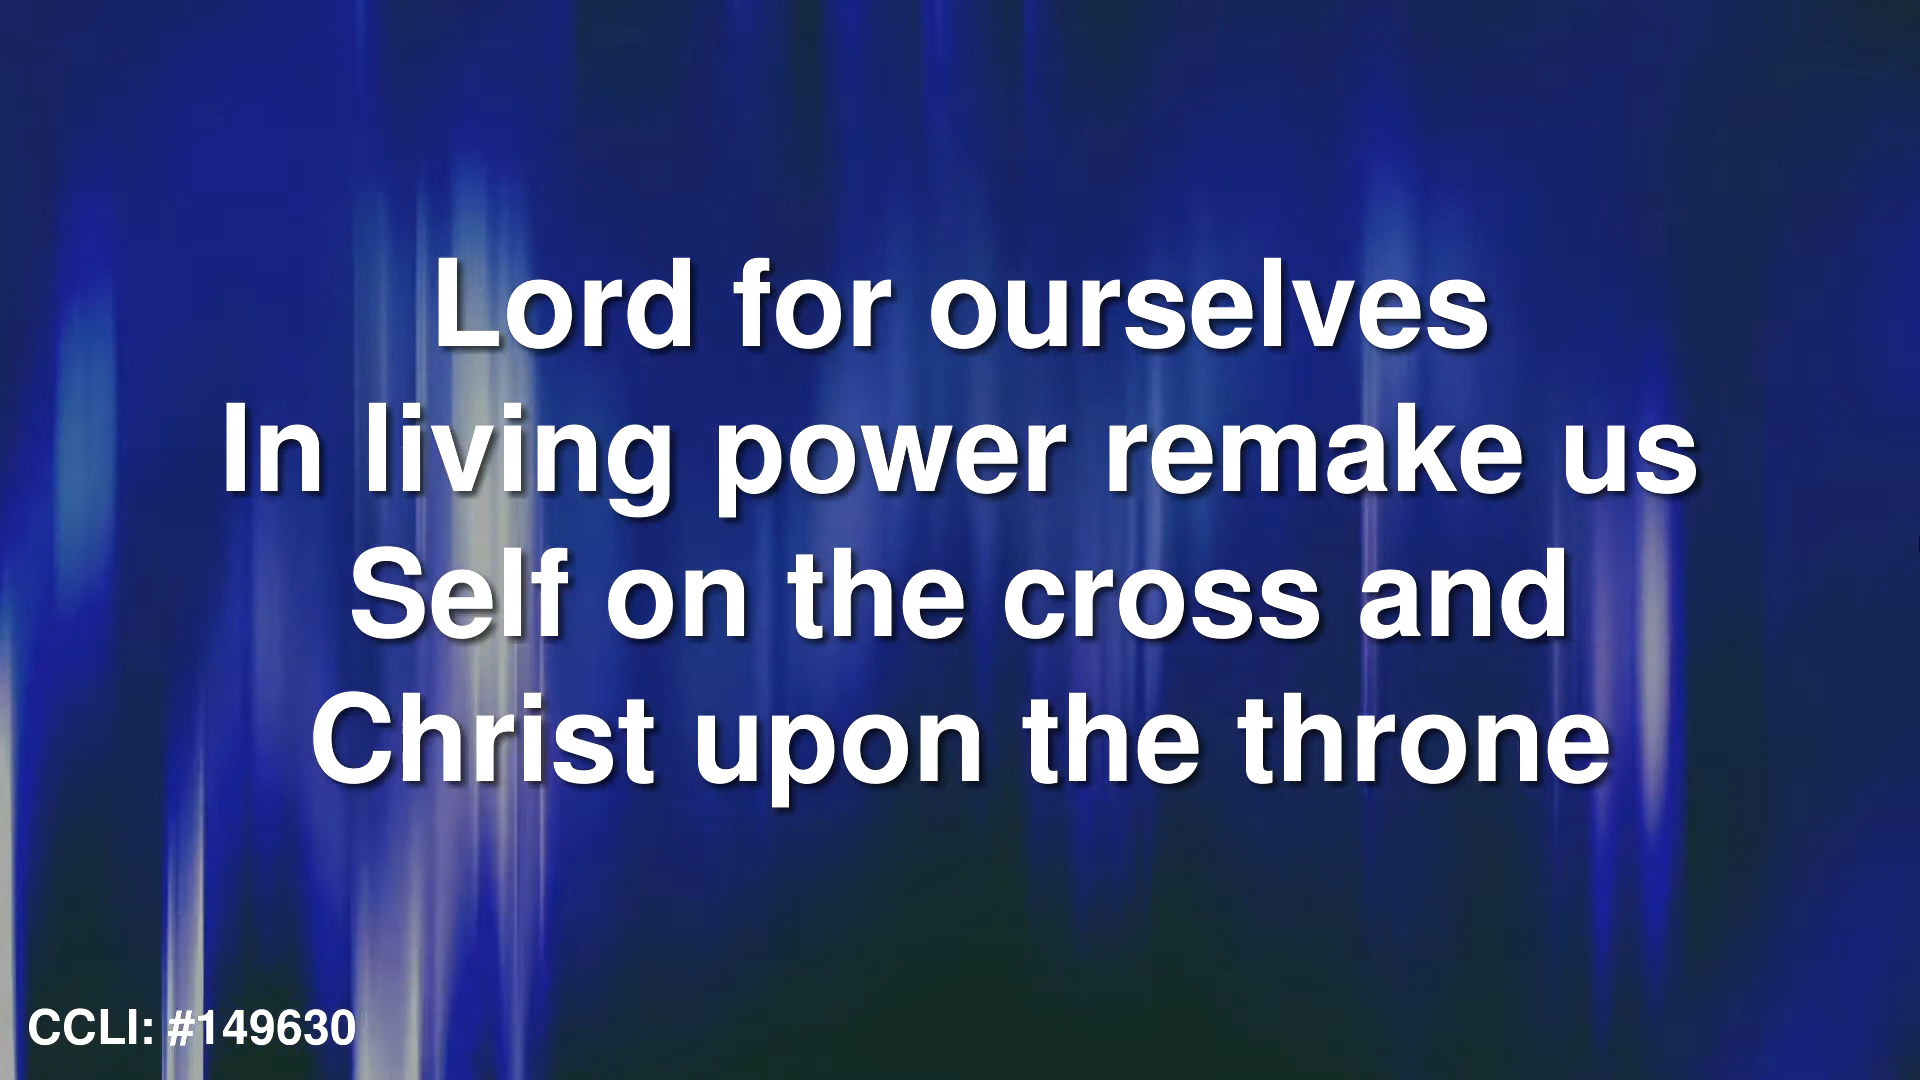 Lord for ourselves
In living power remake us
Self on the cross and
Christ upon the throne
CCLI: #149630